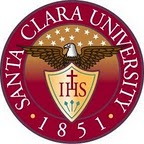 SANTA CLARA UNIVERSITY
IHS
• 1851 •